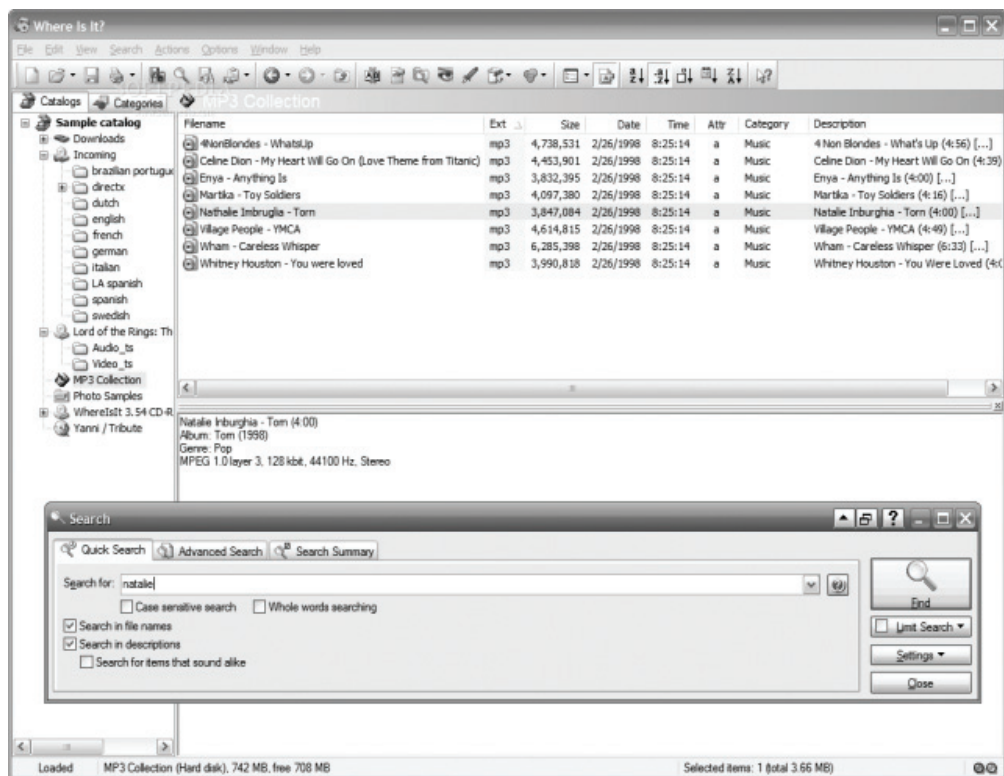 Where Is It?
File Edit View Search Actions Options Window Help
Catalogs Categories MP3 Collection
Sample catalog
Downloads
Incoming
brazilian portugu
directx
dutch
english
french
german
italian
LA spanish
spanish
swedish
Lord of the Rings: Th
Audio_ts
Video_ts
MP3 Collection
Photo Samples
WhereIsIt 3.54 CD-R
Yanni / Tribute
Filename Ext Size Date Time Attr Category Description
4NonBlondes - WhatsUp mp3 4,738,531 2/26/1998 8:25:14 a Music 4 Non Blondes - What's Up (4:56) [...]
Celine Dion - My Heart Will Go On (Love Theme from Titanic) mp3 4,453,901 2/26/1998 8:25:14 a Music Celine Dion - My Heart Will Go On (4:39)
Enya - Anything Is mp3 3,832,395 2/26/1998 8:25:14 a Music Enya - Anything Is (4:00) [...]
Martika - Toy Soldiers mp3 4,097,380 2/26/1998 8:25:14 a Music Martika - Toy Soldiers (4:16) [...]
Nathalie Imbruglia - Torn mp3 3,847,084 2/26/1998 8:25:14 a Music Natalie Inburghia - Torn (4:00) [...]
Village People - YMCA mp3 4,614,815 2/26/1998 8:25:14 a Music Village People - YMCA (4:49) [...]
Wham - Careless Whisper mp3 6,285,398 2/26/1998 8:25:14 a Music Wham - Careless Whisper (6:33) [...]
Whitney Houston - You were loved mp3 3,990,818 2/26/1998 8:25:14 a Music Whitney Houston - You Were Loved (4:0
Natalie Inburghia - Torn (4:00)
Album: Torn (1998)
Genre: Pop
MPEG 1.0 layer 3, 128 kbit, 44100 Hz, Stereo
Search
Quick Search Advanced Search Search Summary
Search for: natalie
Case sensitive search Whole words searching
Search in file names
Search in descriptions
Search for items that sound alike
Find
Limit Search
Settings
Close
Loaded MP3 Collection (Hard disk), 742 MB, free 708 MB Selected items: 1 (total 3.66 MB)